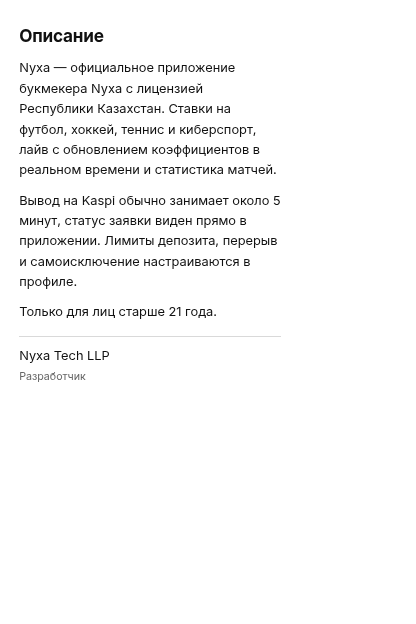 Описание
Nyxa — официальное приложение
букмекера Nyxa с лицензией
Республики Казахстан. Ставки на
футбол, хоккей, теннис и киберспорт,
лайв с обновлением коэффициентов в
реальном времени и статистика матчей.
Вывод на Kaspi обычно занимает около 5
минут, статус заявки виден прямо в
приложении. Лимиты депозита, перерыв
и самоисключение настраиваются в
профиле.
Только для лиц старше 21 года.
Nyxa Tech LLP
Разработчик